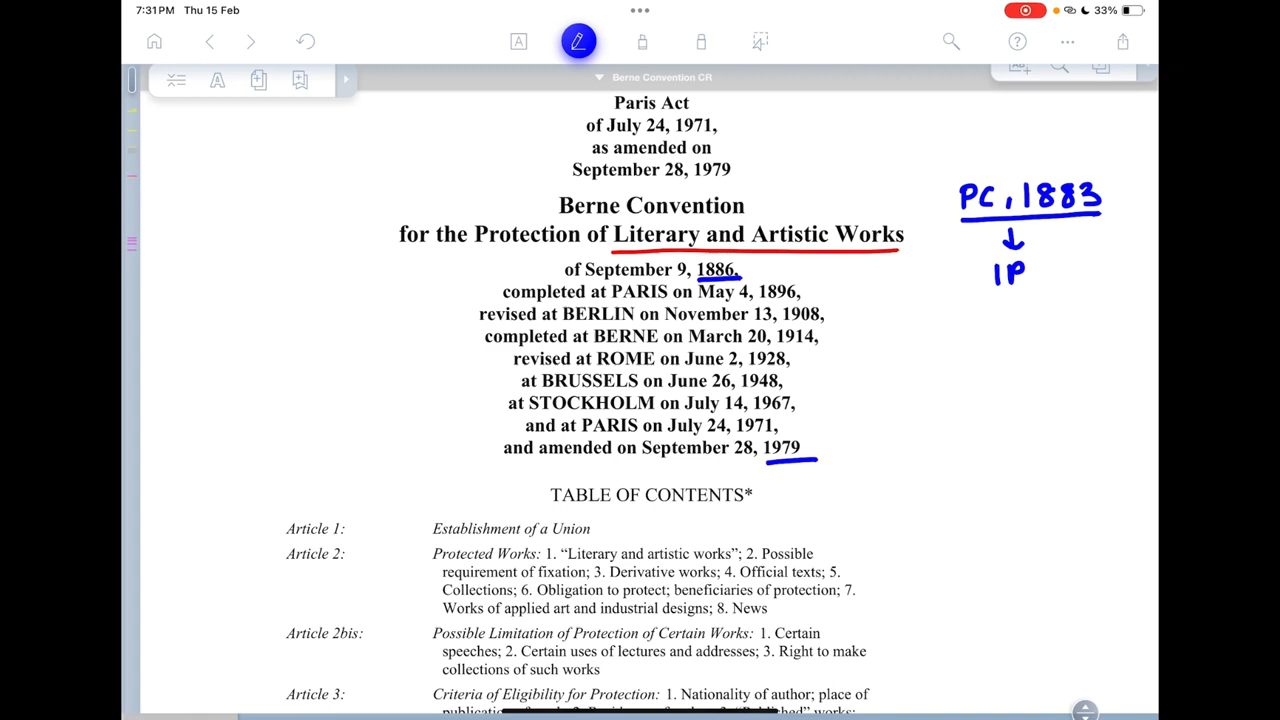 7:31PM Thu 15 Feb
33%
Berne Convention CR
Paris Act
of July 24, 1971,
as amended on
September 28, 1979
Berne Convention
for the Protection of Literary and Artistic Works
PC, 1883
IP
of September 9, 1886,
completed at PARIS on May 4, 1896,
revised at BERLIN on November 13, 1908,
completed at BERNE on March 20, 1914,
revised at ROME on June 2, 1928,
at BRUSSELS on June 26, 1948,
at STOCKHOLM on July 14, 1967,
and at PARIS on July 24, 1971,
and amended on September 28, 1979
TABLE OF CONTENTS*
Article 1: Establishment of a Union
Article 2: Protected Works: 1. “Literary and artistic works”; 2. Possible
requirement of fixation; 3. Derivative works; 4. Official texts; 5.
Collections; 6. Obligation to protect; beneficiaries of protection; 7.
Works of applied art and industrial designs; 8. News
Article 2bis: Possible Limitation of Protection of Certain Works: 1. Certain
speeches; 2. Certain uses of lectures and addresses; 3. Right to make
collections of such works
Article 3: Criteria of Eligibility for Protection: 1. Nationality of author; place of